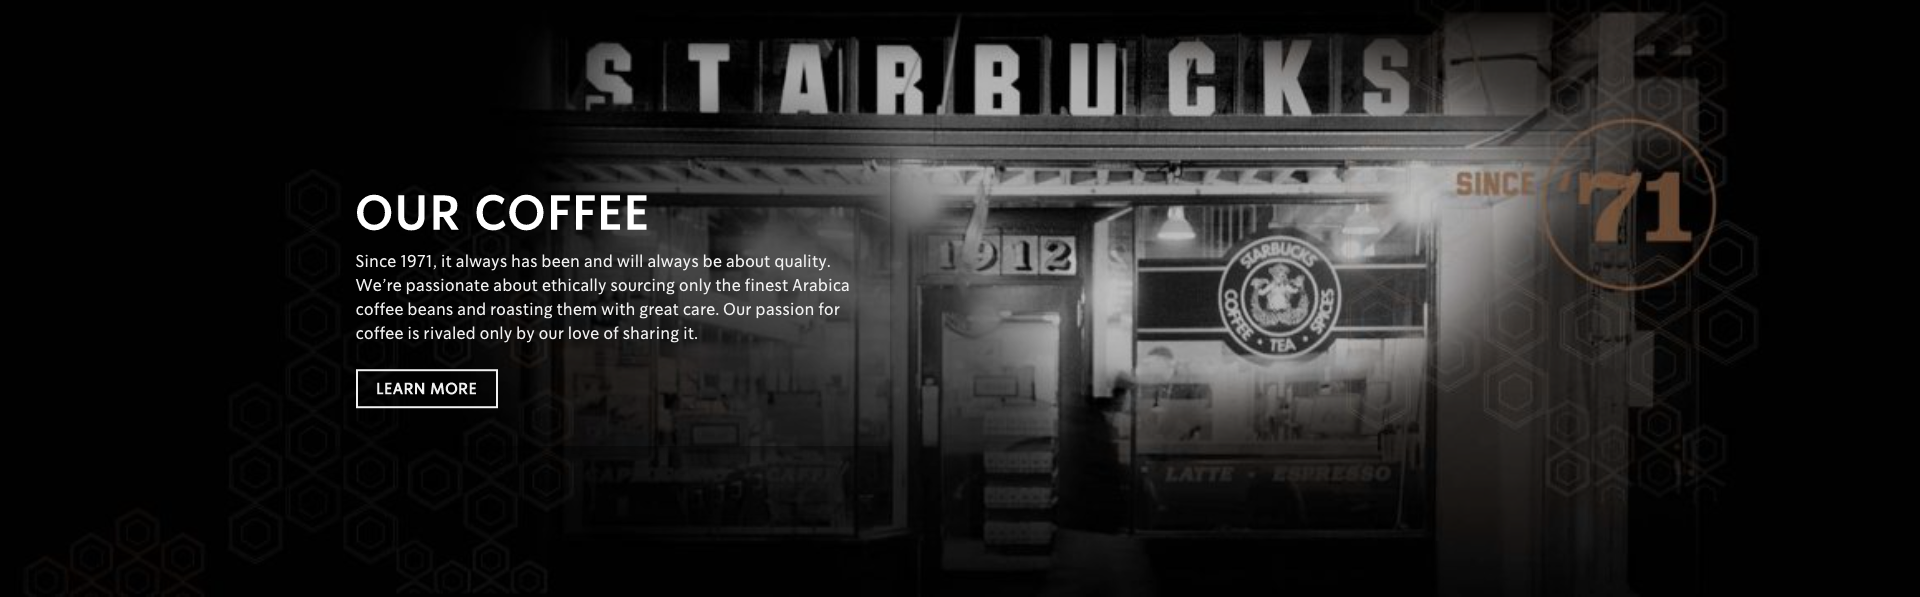 STARBUCKS
SINCE '71
OUR COFFEE
Since 1971, it always has been and will always be about quality.
We’re passionate about ethically sourcing only the finest Arabica
coffee beans and roasting them with great care. Our passion for
coffee is rivaled only by our love of sharing it.
LEARN MORE
1912
STARBUCKS
COFFEE • TEA • SPICES
LATTE • ESPRESSO